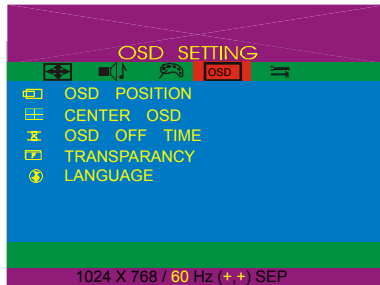 OSD SETTING
OSD
OSD POSITION
CENTER OSD
OSD OFF TIME
TRANSPARANCY
LANGUAGE
1024 X 768 / 60 Hz (+,+) SEP